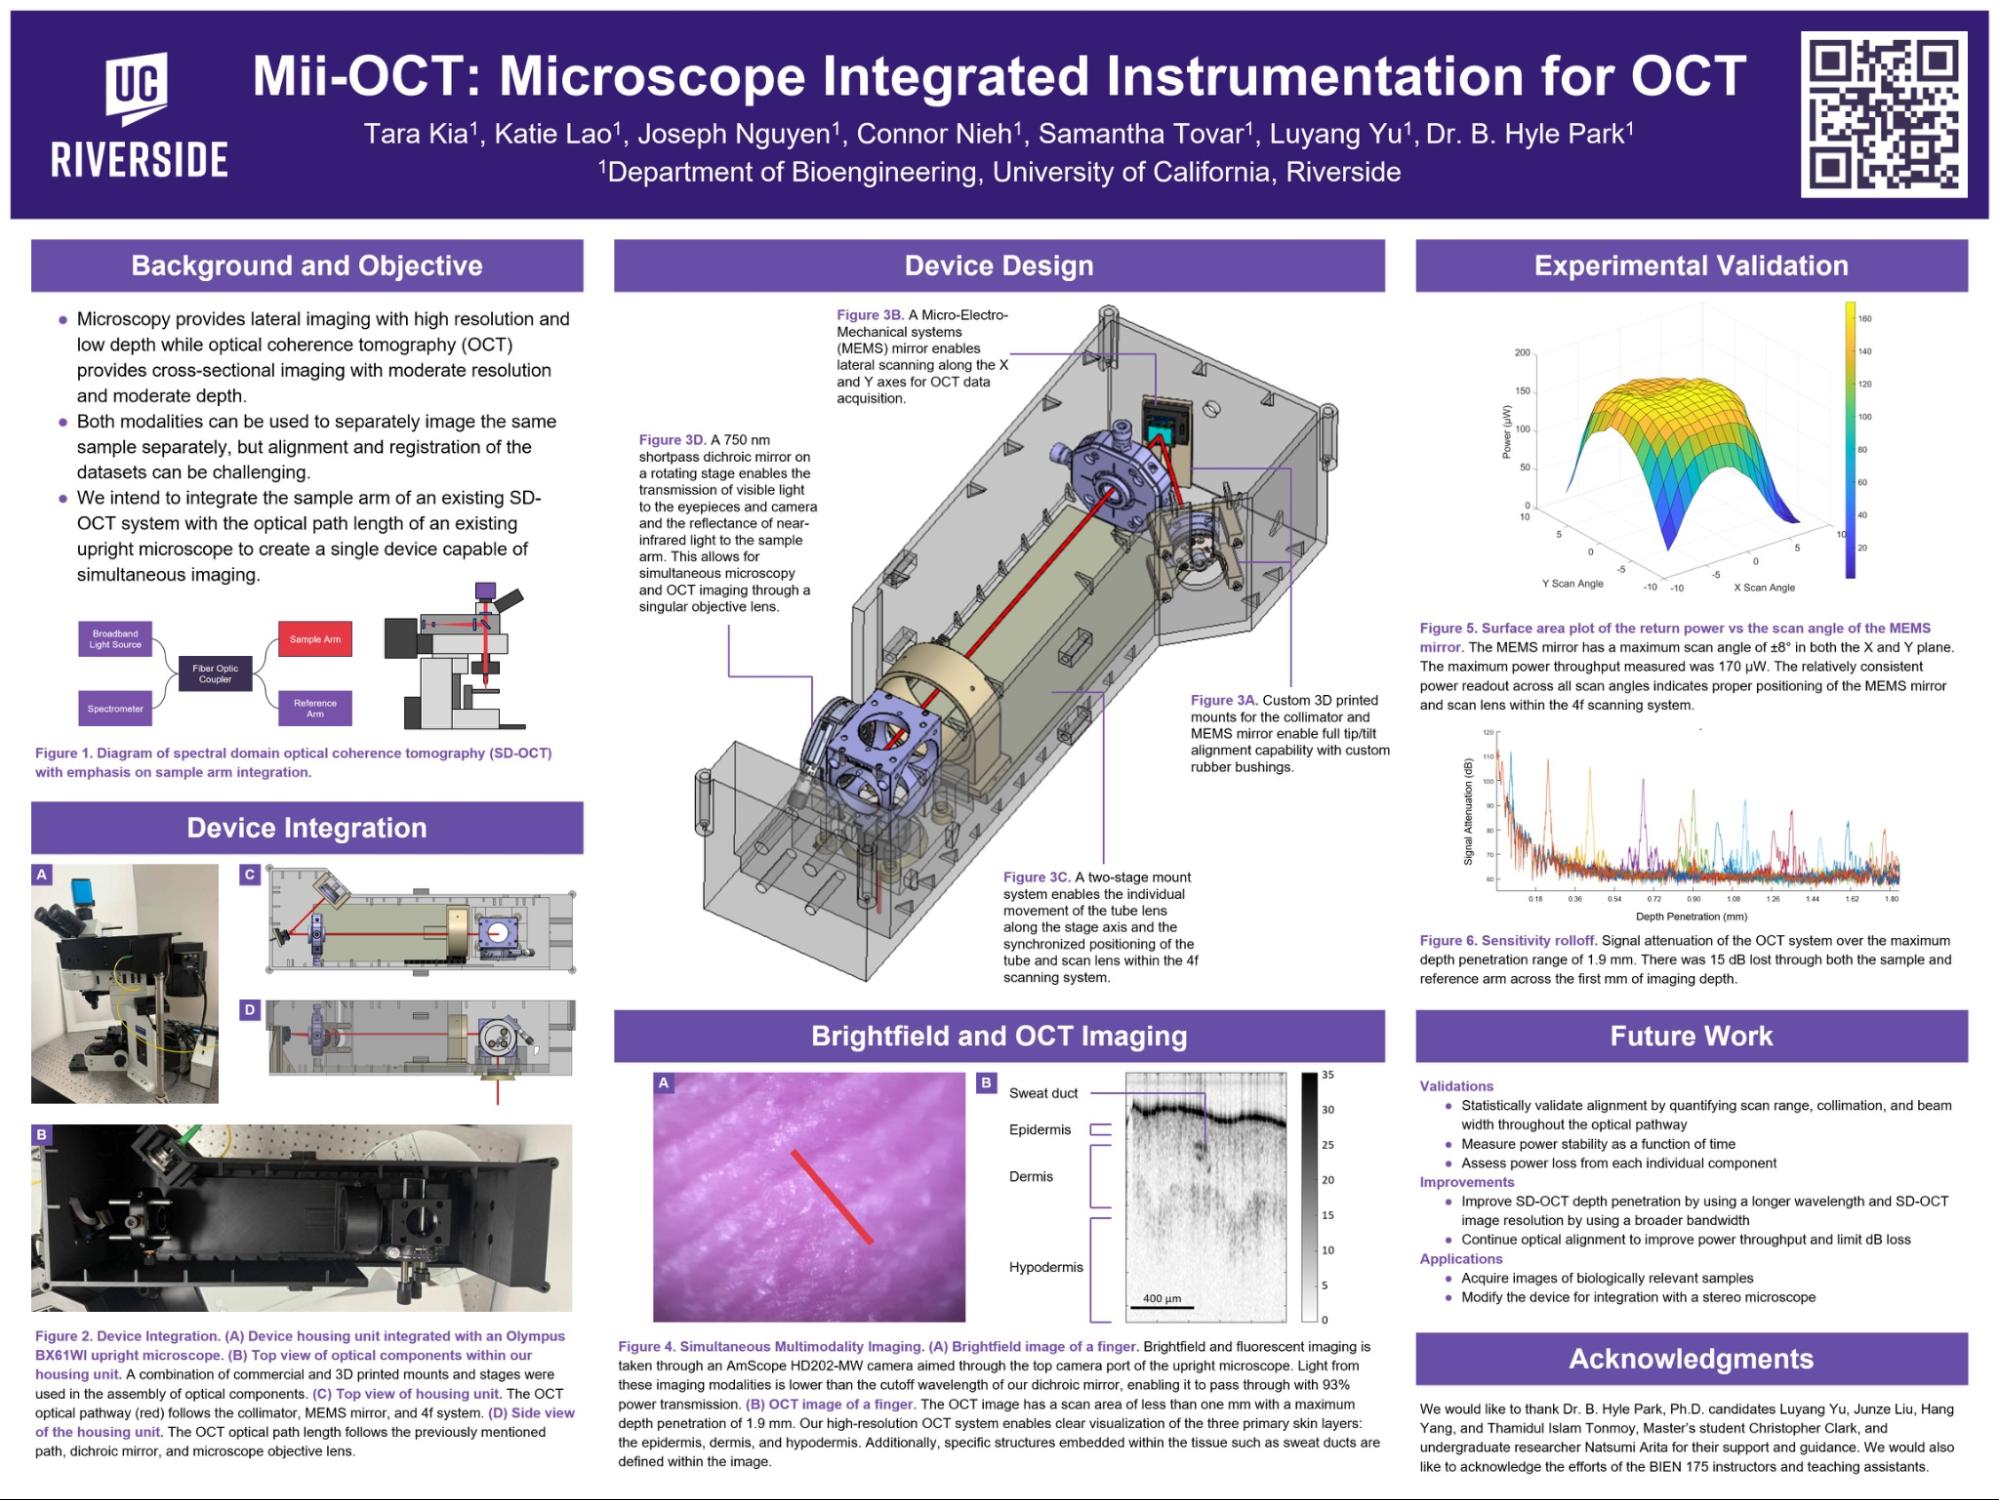 UC
RIVERSIDE
Mii-OCT: Microscope Integrated Instrumentation for OCT
Tara Kia¹, Katie Lao¹, Joseph Nguyen¹, Connor Nieh¹, Samantha Tovar¹, Luyang Yu¹, Dr. B. Hyle Park¹
¹Department of Bioengineering, University of California, Riverside
Background and Objective
● Microscopy provides lateral imaging with high resolution and
low depth while optical coherence tomography (OCT)
provides cross-sectional imaging with moderate resolution
and moderate depth.
● Both modalities can be used to separately image the same
sample separately, but alignment and registration of the
datasets can be challenging.
● We intend to integrate the sample arm of an existing SD-
OCT system with the optical path length of an existing
upright microscope to create a single device capable of
simultaneous imaging.
Broadband
Light Source
Sample Arm
Fiber Optic
Coupler
Spectrometer
Reference
Arm
Figure 1. Diagram of spectral domain optical coherence tomography (SD-OCT)
with emphasis on sample arm integration.
Device Integration
A
C
D
B
Figure 2. Device Integration. (A) Device housing unit integrated with an Olympus
BX61WI upright microscope. (B) Top view of optical components within our
housing unit. A combination of commercial and 3D printed mounts and stages were
used in the assembly of optical components. (C) Top view of housing unit. The OCT
optical pathway (red) follows the collimator, MEMS mirror, and 4f system. (D) Side view
of the housing unit. The OCT optical path length follows the previously mentioned
path, dichroic mirror, and microscope objective lens.
Device Design
Figure 3B. A Micro-Electro-
Mechanical systems
(MEMS) mirror enables
lateral scanning along the X
and Y axes for OCT data
acquisition.
Figure 3D. A 750 nm
shortpass dichroic mirror on
a rotating stage enables the
transmission of visible light
to the eyepieces and camera
and the reflectance of near-
infrared light to the sample
arm. This allows for
simultaneous microscopy
and OCT imaging through a
singular objective lens.
Figure 3A. Custom 3D printed
mounts for the collimator and
MEMS mirror enable full tip/tilt
alignment capability with custom
rubber bushings.
Figure 3C. A two-stage mount
system enables the individual
movement of the tube lens
along the stage axis and the
synchronized positioning of the
tube and scan lens within the 4f
scanning system.
Brightfield and OCT Imaging
A
B
Sweat duct
Epidermis
Dermis
Hypodermis
400 µm
35
30
25
20
15
10
5
0
Figure 4. Simultaneous Multimodality Imaging. (A) Brightfield image of a finger. Brightfield and fluorescent imaging is
taken through an AmScope HD202-MW camera aimed through the top camera port of the upright microscope. Light from
these imaging modalities is lower than the cutoff wavelength of our dichroic mirror, enabling it to pass through with 93%
power transmission. (B) OCT image of a finger. The OCT image has a scan area of less than one mm with a maximum
depth penetration of 1.9 mm. Our high-resolution OCT system enables clear visualization of the three primary skin layers:
the epidermis, dermis, and hypodermis. Additionally, specific structures embedded within the tissue such as sweat ducts are
defined within the image.
Experimental Validation
200
150
100
50
0
Power (µW)
10
5
0
-5
-10
Y Scan Angle
-10
-5
0
5
10
X Scan Angle
160
140
120
100
80
60
40
20
Figure 5. Surface area plot of the return power vs the scan angle of the MEMS
mirror. The MEMS mirror has a maximum scan angle of ±8° in both the X and Y plane.
The maximum power throughput measured was 170 µW. The relatively consistent
power readout across all scan angles indicates proper positioning of the MEMS mirror
and scan lens within the 4f scanning system.
120
100
90
80
70
60
Signal Attenuation (dB)
0.18 0.36 0.54 0.72 0.90 1.08 1.26 1.44 1.62 1.80
Depth Penetration (mm)
Figure 6. Sensitivity rolloff. Signal attenuation of the OCT system over the maximum
depth penetration range of 1.9 mm. There was 15 dB lost through both the sample and
reference arm across the first mm of imaging depth.
Future Work
Validations
● Statistically validate alignment by quantifying scan range, collimation, and beam
width throughout the optical pathway
● Measure power stability as a function of time
● Assess power loss from each individual component
Improvements
● Improve SD-OCT depth penetration by using a longer wavelength and SD-OCT
image resolution by using a broader bandwidth
● Continue optical alignment to improve power throughput and limit dB loss
Applications
● Acquire images of biologically relevant samples
● Modify the device for integration with a stereo microscope
Acknowledgments
We would like to thank Dr. B. Hyle Park, Ph.D. candidates Luyang Yu, Junze Liu, Hang
Yang, and Thamidul Islam Tonmoy, Master's student Christopher Clark, and
undergraduate researcher Natsumi Arita for their support and guidance. We would also
like to acknowledge the efforts of the BIEN 175 instructors and teaching assistants.